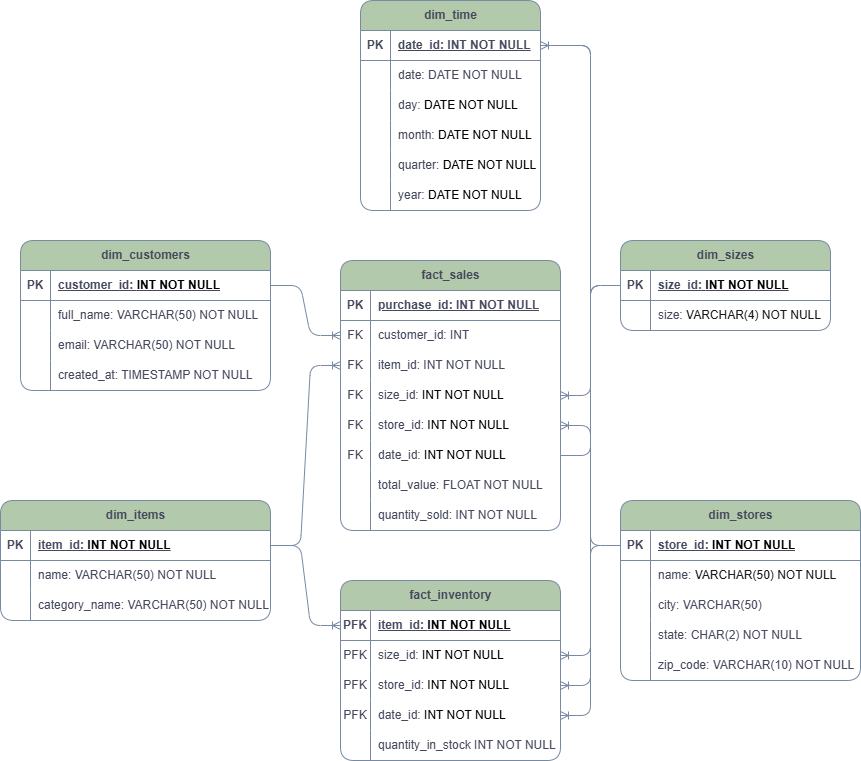 dim_time
PK date_id: INT NOT NULL
date: DATE NOT NULL
day: DATE NOT NULL
month: DATE NOT NULL
quarter: DATE NOT NULL
year: DATE NOT NULL
dim_customers
PK customer_id: INT NOT NULL
full_name: VARCHAR(50) NOT NULL
email: VARCHAR(50) NOT NULL
created_at: TIMESTAMP NOT NULL
fact_sales
PK purchase_id: INT NOT NULL
FK customer_id: INT
FK item_id: INT NOT NULL
FK size_id: INT NOT NULL
FK store_id: INT NOT NULL
FK date_id: INT NOT NULL
total_value: FLOAT NOT NULL
quantity_sold: INT NOT NULL
dim_sizes
PK size_id: INT NOT NULL
size: VARCHAR(4) NOT NULL
dim_items
PK item_id: INT NOT NULL
name: VARCHAR(50) NOT NULL
category_name: VARCHAR(50) NOT NULL
fact_inventory
PFK item_id: INT NOT NULL
PFK size_id: INT NOT NULL
PFK store_id: INT NOT NULL
PFK date_id: INT NOT NULL
quantity_in_stock INT NOT NULL
dim_stores
PK store_id: INT NOT NULL
name: VARCHAR(50) NOT NULL
city: VARCHAR(50)
state: CHAR(2) NOT NULL
zip_code: VARCHAR(10) NOT NULL